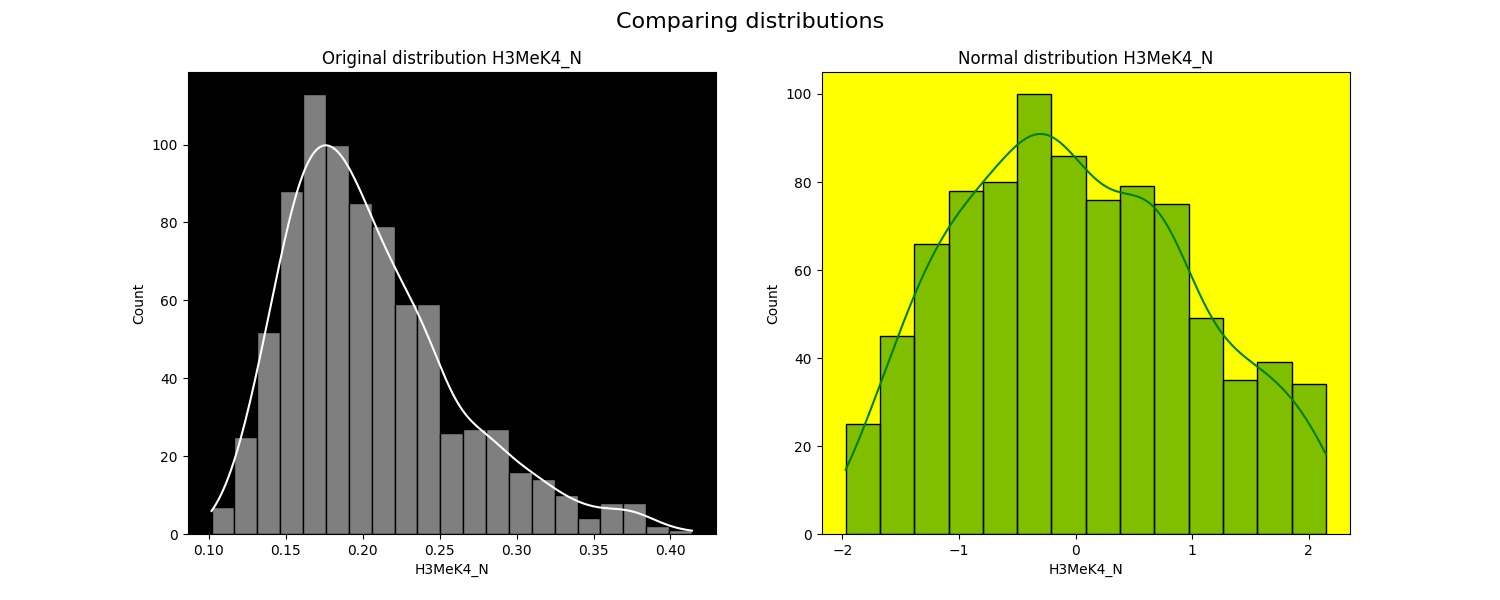 Comparing distributions
Original distribution H3MeK4_N
Count
100
80
60
40
20
0
0.10 0.15 0.20 0.25 0.30 0.35 0.40
H3MeK4_N
Normal distribution H3MeK4_N
Count
100
80
60
40
20
0
−2 −1 0 1 2
H3MeK4_N